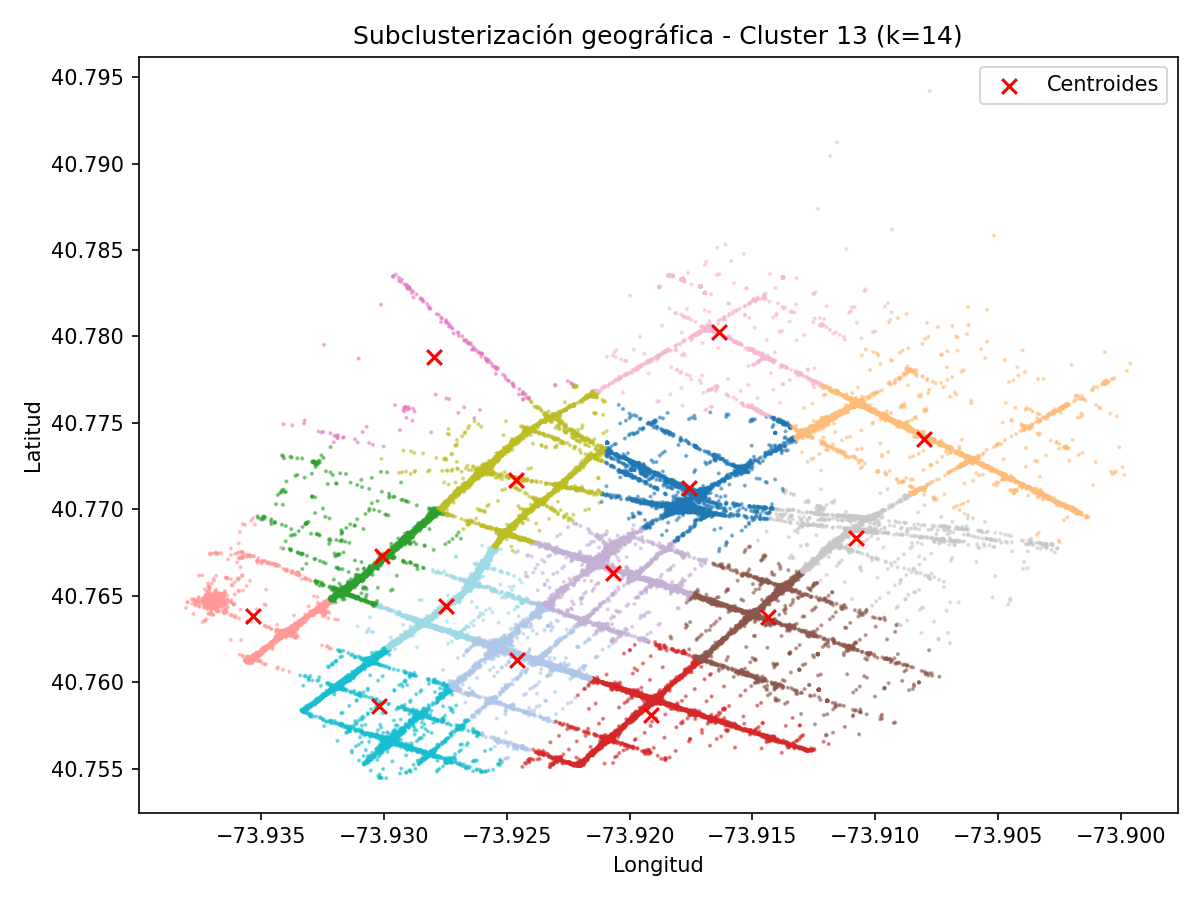 Subclusterización geográfica - Cluster 13 (k=14)
Centroides
40.795
40.790
40.785
40.780
40.775
40.770
40.765
40.760
40.755
Latitud
−73.935 −73.930 −73.925 −73.920 −73.915 −73.910 −73.905 −73.900
Longitud